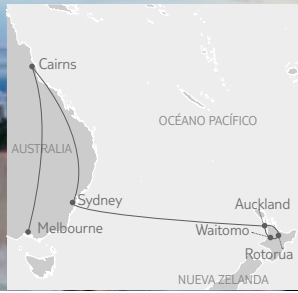 Cairns
OCÉANO PACÍFICO
AUSTRALIA
Sydney
Auckland
Melbourne
Waitomo
Rotorua
NUEVA ZELANDA